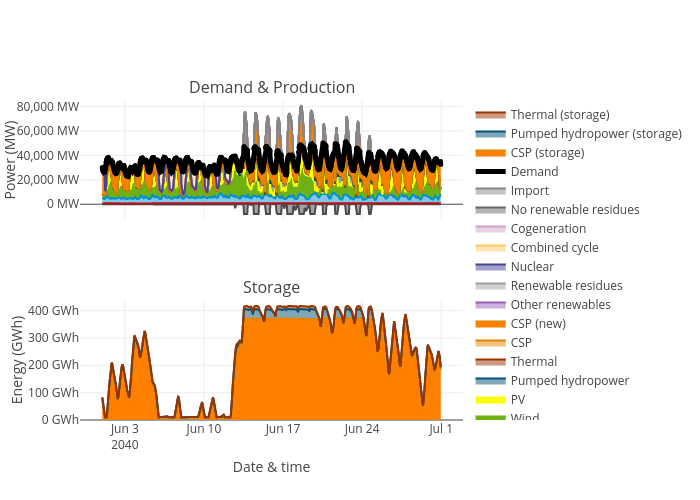 Demand & Production
80,000 MW
60,000 MW
40,000 MW
20,000 MW
0 MW
Power (MW)
Storage
400 GWh
300 GWh
200 GWh
100 GWh
0 GWh
Energy (GWh)
Jun 3
2040
Jun 10
Jun 17
Jun 24
Jul 1
Date & time
Thermal (storage)
Pumped hydropower (storage)
CSP (storage)
Demand
Import
No renewable residues
Cogeneration
Combined cycle
Nuclear
Renewable residues
Other renewables
CSP (new)
CSP
Thermal
Pumped hydropower
PV
Wind